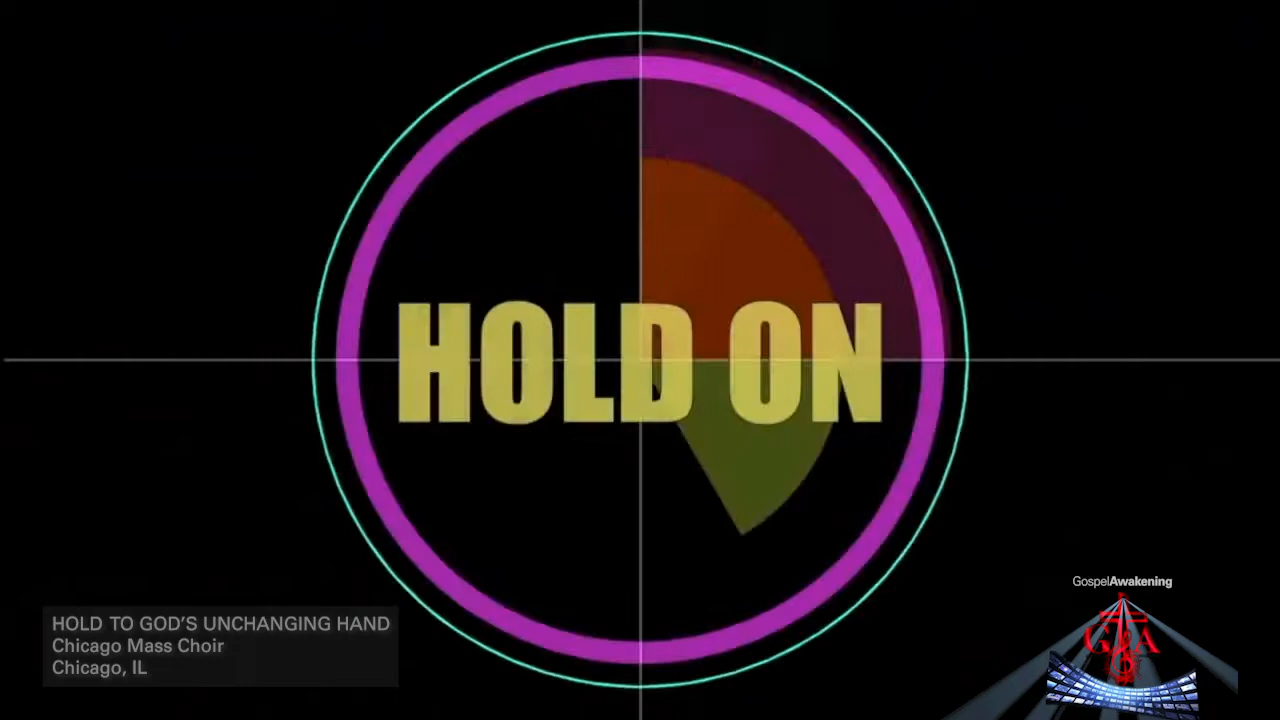 HOLD ON
HOLD TO GOD'S UNCHANGING HAND
Chicago Mass Choir
Chicago, IL
GospelAwakening
G A